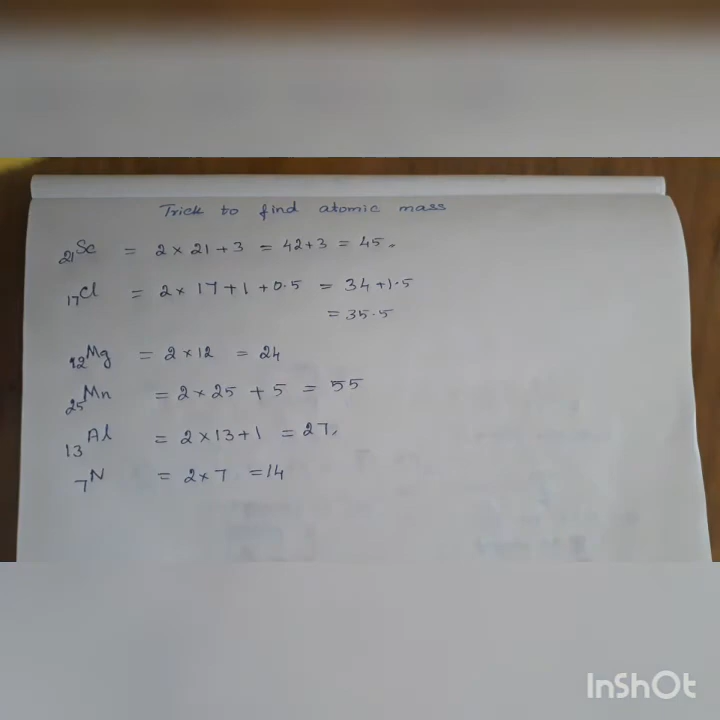 Trick to find atomic mass
21Sc = 2 × 21 + 3 = 42 + 3 = 45.
17Cl = 2 × 17 + 1 + 0.5 = 34 + 1.5
= 35.5
12Mg = 2 × 12 = 24
25Mn = 2 × 25 + 5 = 55
13Al = 2 × 13 + 1 = 27,
7N = 2 × 7 = 14
InShOt